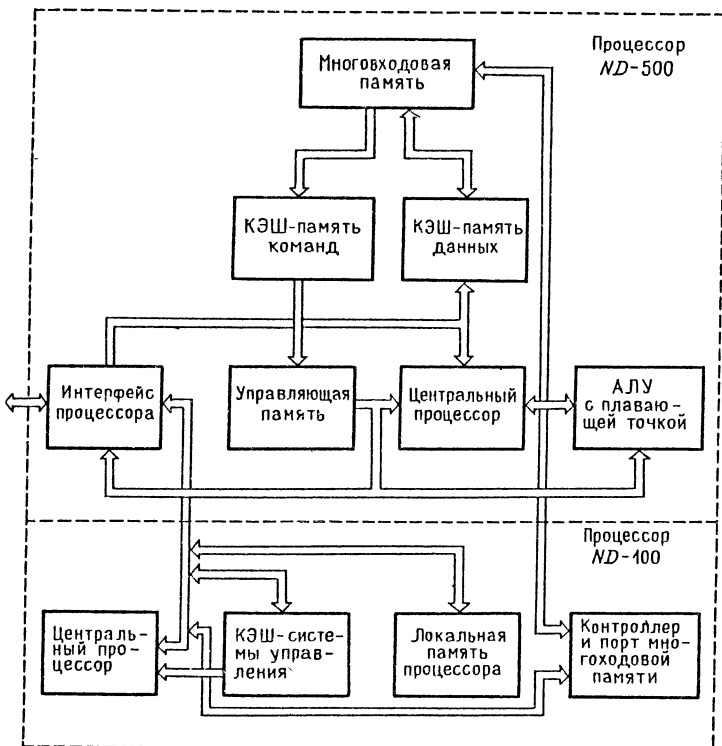 Процессор
ND-500
Многовходовая
память
КЭШ-память
команд
КЭШ-память
данных
Интерфейс
процессора
Управляющая
память
Центральный
процессор
АЛУ
с плаваю-
щей точкой
Процессор
ND-100
Централь-
ный про-
цессор
КЭШ-систе-
мы управ-
ления
Локальная
память
процессора
Контроллер
и порт мно-
гоходовой
памяти